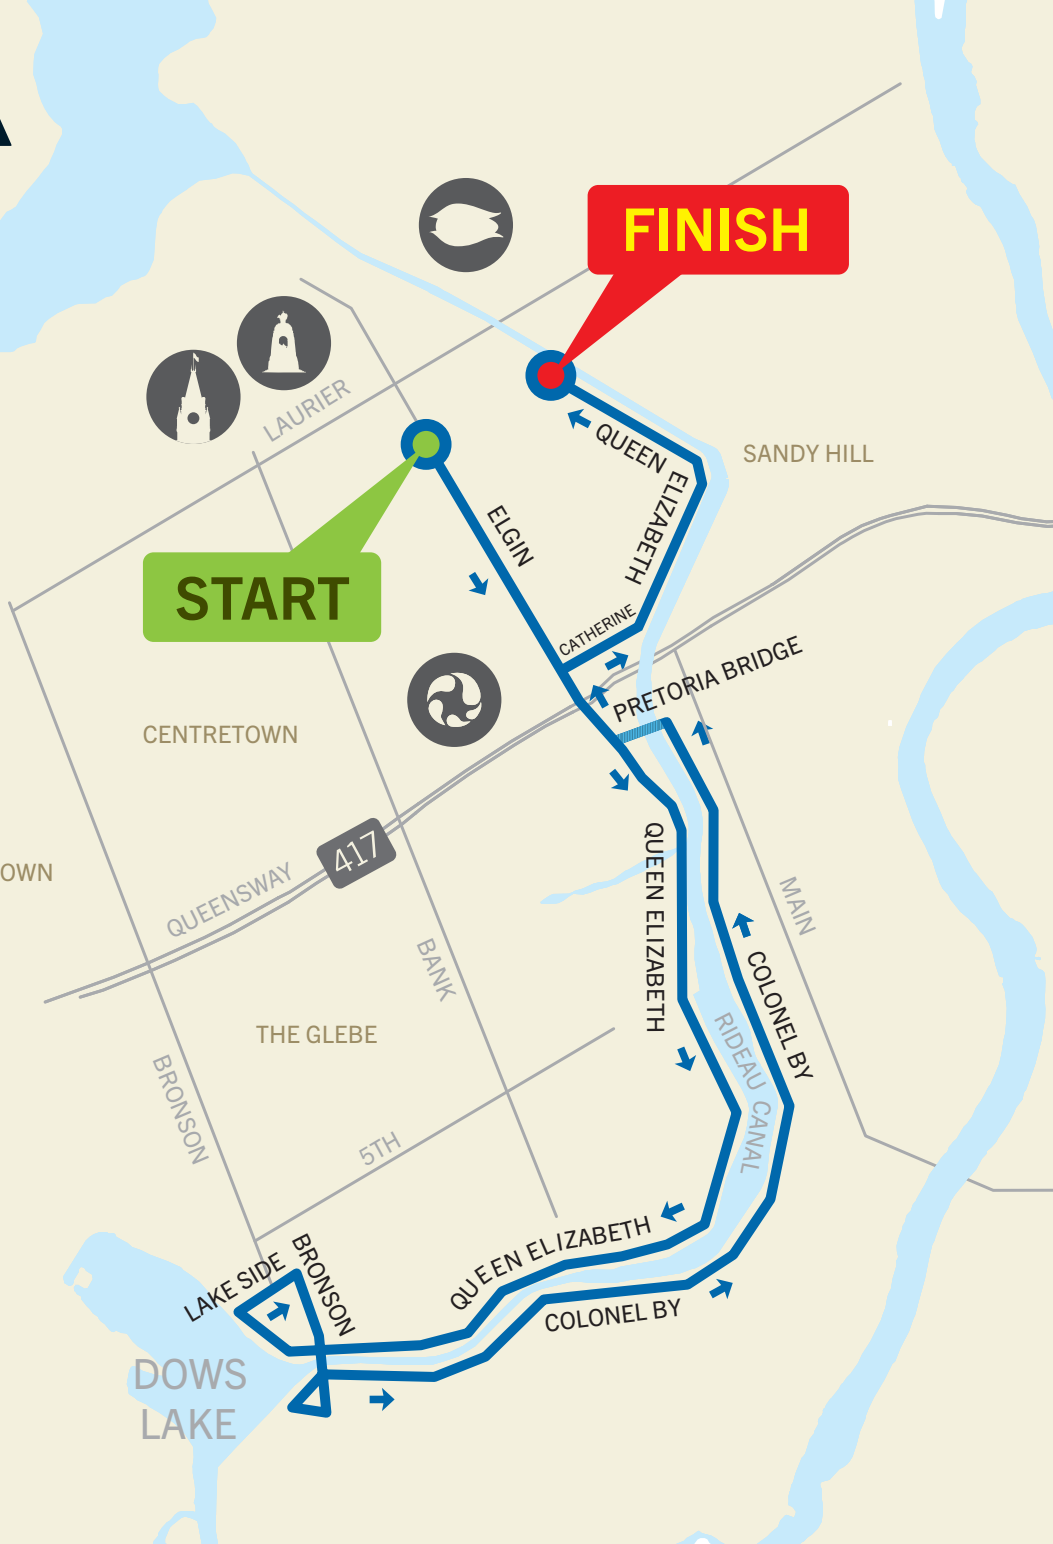 FINISH
LAURIER
QUEEN
ELIZABETH
SANDY HILL
ELGIN
START
CATHERINE
PRETORIA BRIDGE
CENTRETOWN
417
QUEENSWAY
OWN
QUEEN ELIZABETH
MAIN
BANK
COLONEL BY
THE GLEBE
RIDEAU CANAL
BRONSON
5TH
QUEEN ELIZABETH
LAKE SIDE
BRONSON
COLONEL BY
DOWS
LAKE